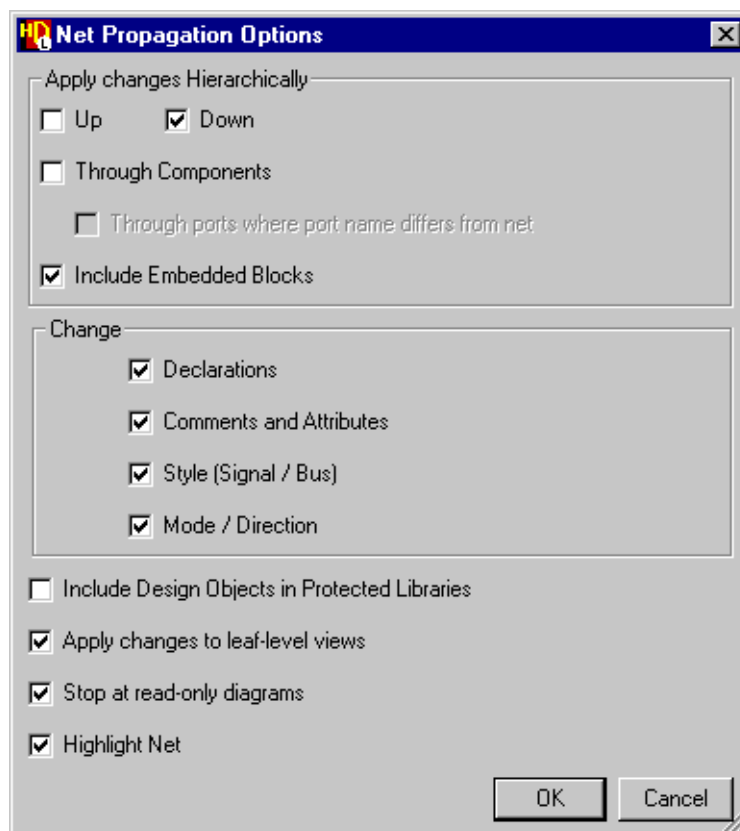 HDL Net Propagation Options
Apply changes Hierarchically
Up Down
Through Components
Through ports where port name differs from net
Include Embedded Blocks
Change
Declarations
Comments and Attributes
Style (Signal / Bus)
Mode / Direction
Include Design Objects in Protected Libraries
Apply changes to leaf-level views
Stop at read-only diagrams
Highlight Net
OK Cancel